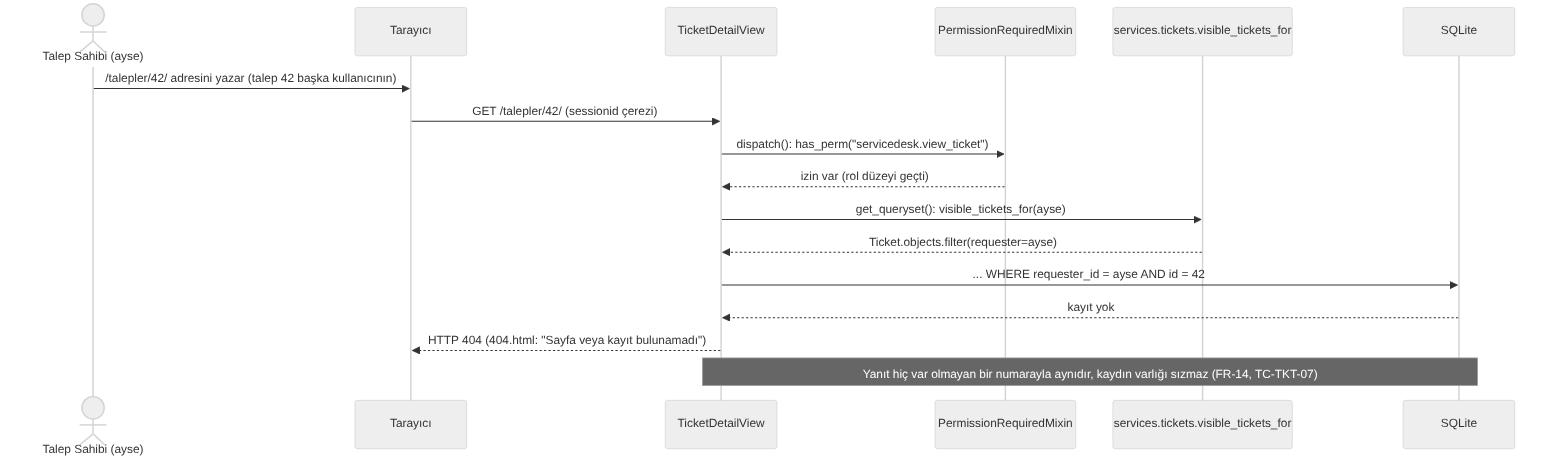 Talep Sahibi (ayse)
Tarayıcı
TicketDetailView
PermissionRequiredMixin
services.tickets.visible_tickets_for
SQLite
/talepler/42/ adresini yazar (talep 42 başka kullanıcının)
GET /talepler/42/ (sessionid çerezi)
dispatch(): has_perm("servicedesk.view_ticket")
izin var (rol düzeyi geçti)
get_queryset(): visible_tickets_for(ayse)
Ticket.objects.filter(requester=ayse)
... WHERE requester_id = ayse AND id = 42
kayıt yok
HTTP 404 (404.html: "Sayfa veya kayıt bulunamadı")
Yanıt hiç var olmayan bir numarayla aynıdır, kaydın varlığı sızmaz (FR-14, TC-TKT-07)
Talep Sahibi (ayse)
Tarayıcı
TicketDetailView
PermissionRequiredMixin
services.tickets.visible_tickets_for
SQLite